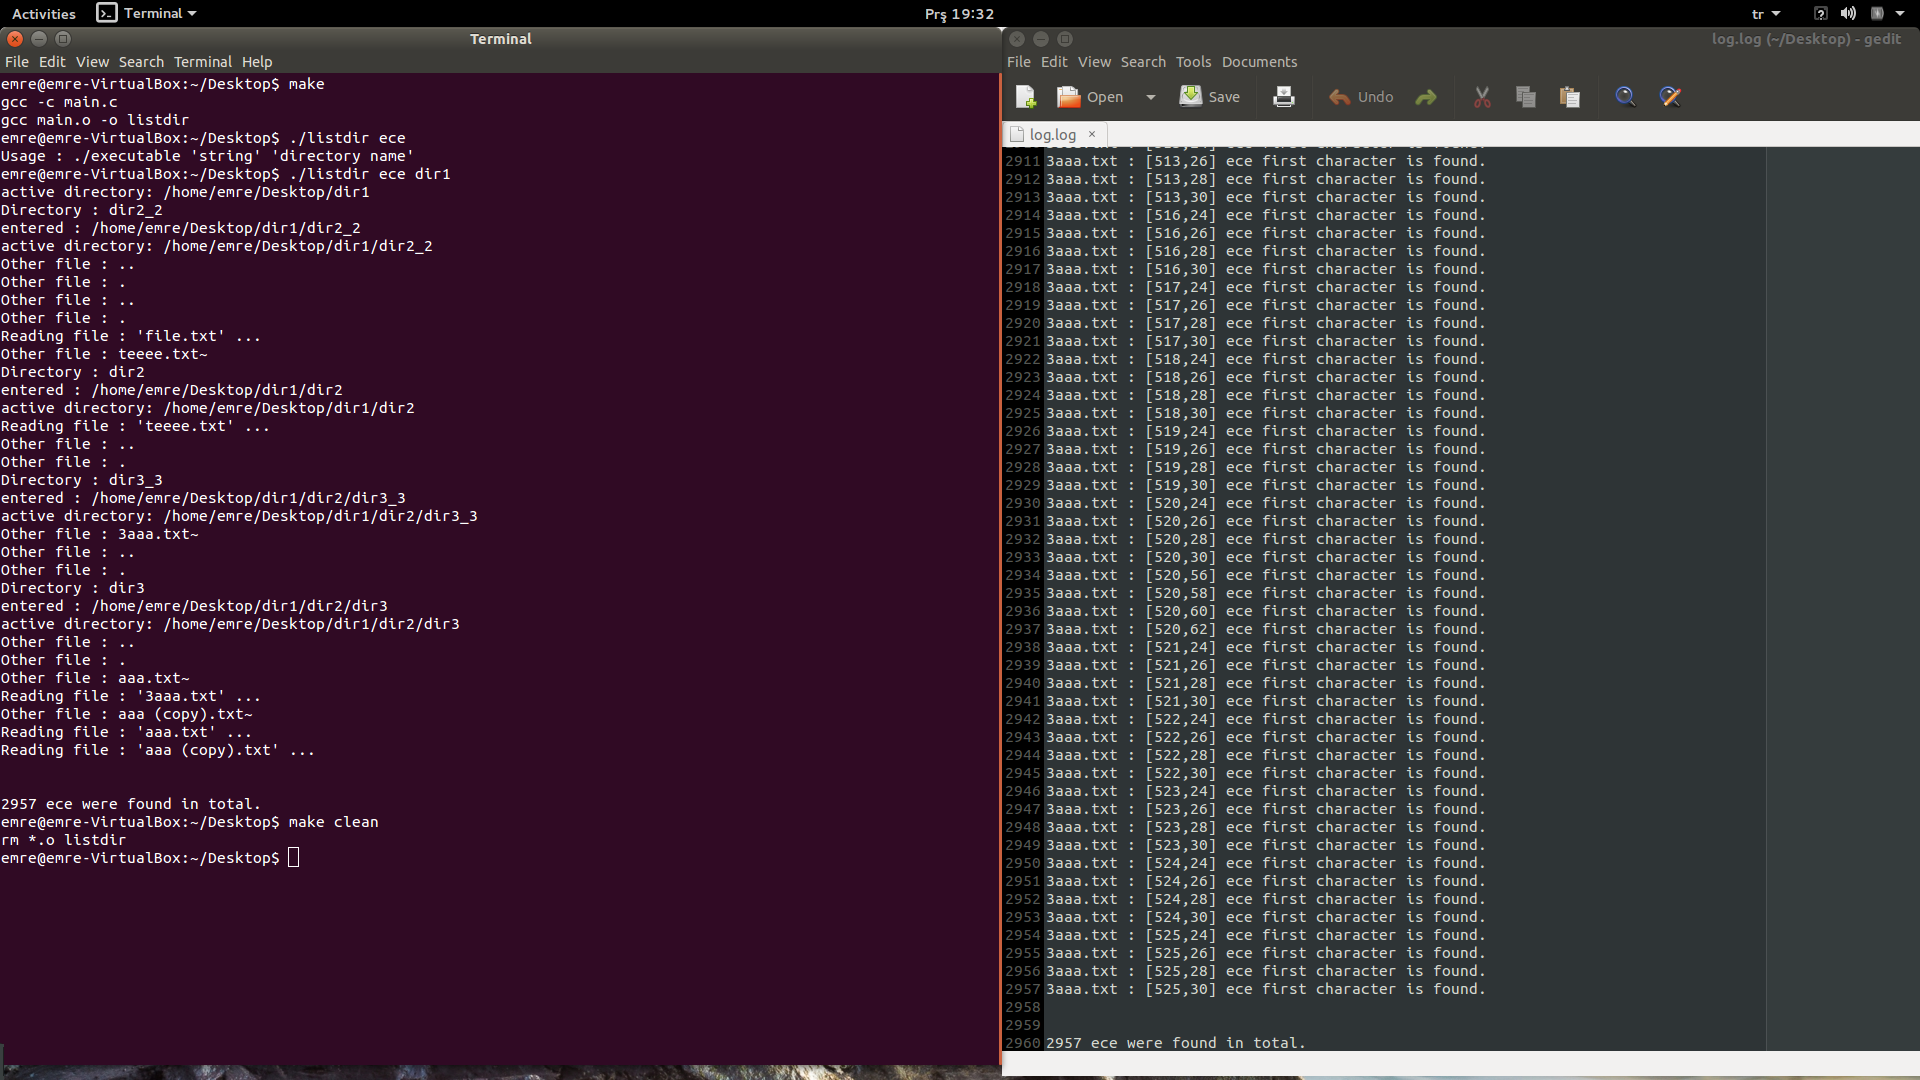 Activities Terminal Prş 19:32 tr
Terminal
File Edit View Search Terminal Help
emre@emre-VirtualBox:~/Desktop$ make
gcc -c main.c
gcc main.o -o listdir
emre@emre-VirtualBox:~/Desktop$ ./listdir ece
Usage : ./executable 'string' 'directory name'
emre@emre-VirtualBox:~/Desktop$ ./listdir ece dir1
active directory: /home/emre/Desktop/dir1
Directory : dir2_2
entered : /home/emre/Desktop/dir1/dir2_2
active directory: /home/emre/Desktop/dir1/dir2_2
Other file : ..
Other file : .
Other file : ..
Other file : .
Reading file : 'file.txt' ...
Other file : teeee.txt~
Directory : dir2
entered : /home/emre/Desktop/dir1/dir2
active directory: /home/emre/Desktop/dir1/dir2
Reading file : 'teeee.txt' ...
Other file : ..
Other file : .
Directory : dir3_3
entered : /home/emre/Desktop/dir1/dir2/dir3_3
active directory: /home/emre/Desktop/dir1/dir2/dir3_3
Other file : 3aaa.txt~
Other file : ..
Other file : .
Directory : dir3
entered : /home/emre/Desktop/dir1/dir2/dir3
active directory: /home/emre/Desktop/dir1/dir2/dir3
Other file : ..
Other file : .
Other file : aaa.txt~
Reading file : '3aaa.txt' ...
Other file : aaa (copy).txt~
Reading file : 'aaa.txt' ...
Reading file : 'aaa (copy).txt' ...
2957 ece were found in total.
emre@emre-VirtualBox:~/Desktop$ make clean
rm *.o listdir
emre@emre-VirtualBox:~/Desktop$
log.log (~/Desktop) - gedit
File Edit View Search Tools Documents
Open Save Undo
log.log ×
2911 3aaa.txt : [513,26] ece first character is found.
2912 3aaa.txt : [513,28] ece first character is found.
2913 3aaa.txt : [513,30] ece first character is found.
2914 3aaa.txt : [516,24] ece first character is found.
2915 3aaa.txt : [516,26] ece first character is found.
2916 3aaa.txt : [516,28] ece first character is found.
2917 3aaa.txt : [516,30] ece first character is found.
2918 3aaa.txt : [517,24] ece first character is found.
2919 3aaa.txt : [517,26] ece first character is found.
2920 3aaa.txt : [517,28] ece first character is found.
2921 3aaa.txt : [517,30] ece first character is found.
2922 3aaa.txt : [518,24] ece first character is found.
2923 3aaa.txt : [518,26] ece first character is found.
2924 3aaa.txt : [518,28] ece first character is found.
2925 3aaa.txt : [518,30] ece first character is found.
2926 3aaa.txt : [519,24] ece first character is found.
2927 3aaa.txt : [519,26] ece first character is found.
2928 3aaa.txt : [519,28] ece first character is found.
2929 3aaa.txt : [519,30] ece first character is found.
2930 3aaa.txt : [520,24] ece first character is found.
2931 3aaa.txt : [520,26] ece first character is found.
2932 3aaa.txt : [520,28] ece first character is found.
2933 3aaa.txt : [520,30] ece first character is found.
2934 3aaa.txt : [520,56] ece first character is found.
2935 3aaa.txt : [520,58] ece first character is found.
2936 3aaa.txt : [520,60] ece first character is found.
2937 3aaa.txt : [520,62] ece first character is found.
2938 3aaa.txt : [521,24] ece first character is found.
2939 3aaa.txt : [521,26] ece first character is found.
2940 3aaa.txt : [521,28] ece first character is found.
2941 3aaa.txt : [521,30] ece first character is found.
2942 3aaa.txt : [522,24] ece first character is found.
2943 3aaa.txt : [522,26] ece first character is found.
2944 3aaa.txt : [522,28] ece first character is found.
2945 3aaa.txt : [522,30] ece first character is found.
2946 3aaa.txt : [523,24] ece first character is found.
2947 3aaa.txt : [523,26] ece first character is found.
2948 3aaa.txt : [523,28] ece first character is found.
2949 3aaa.txt : [523,30] ece first character is found.
2950 3aaa.txt : [524,24] ece first character is found.
2951 3aaa.txt : [524,26] ece first character is found.
2952 3aaa.txt : [524,28] ece first character is found.
2953 3aaa.txt : [524,30] ece first character is found.
2954 3aaa.txt : [525,24] ece first character is found.
2955 3aaa.txt : [525,26] ece first character is found.
2956 3aaa.txt : [525,28] ece first character is found.
2957 3aaa.txt : [525,30] ece first character is found.
2958
2959
2960 2957 ece were found in total.